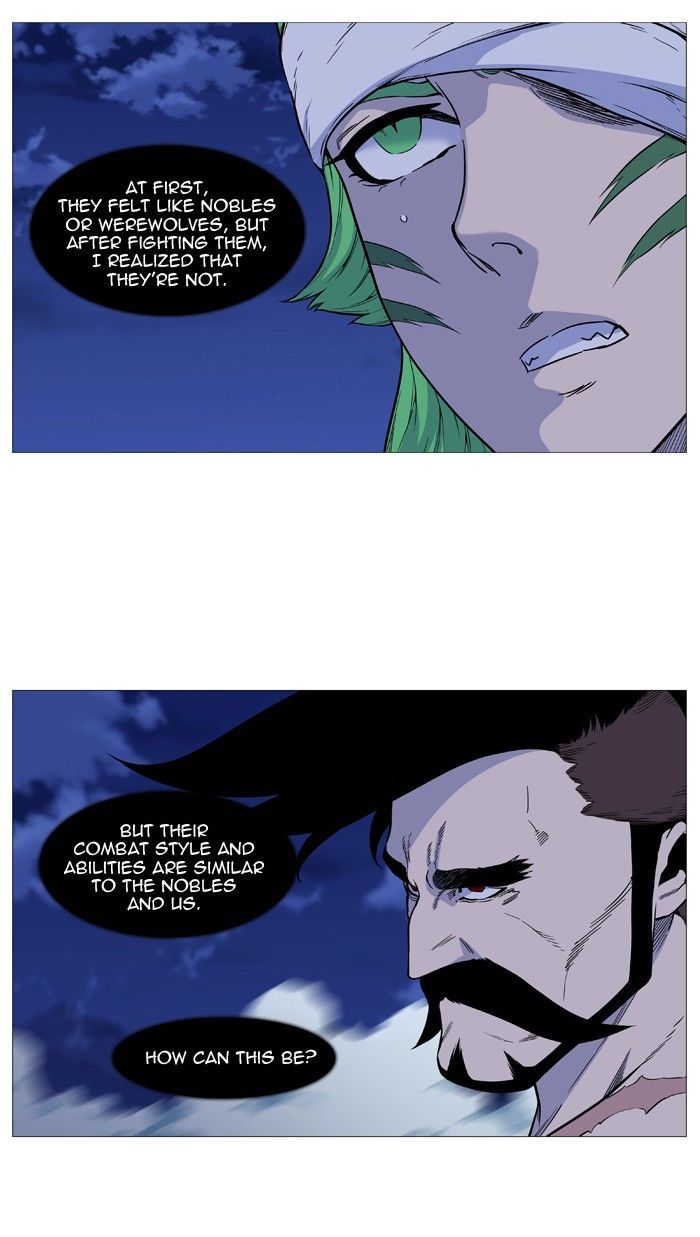 AT FIRST,
THEY FELT LIKE NOBLES
OR WEREWOLVES, BUT
AFTER FIGHTING THEM,
I REALIZED THAT
THEY'RE NOT.
BUT THEIR
COMBAT STYLE AND
ABILITIES ARE SIMILAR
TO THE NOBLES
AND US.
HOW CAN THIS BE?